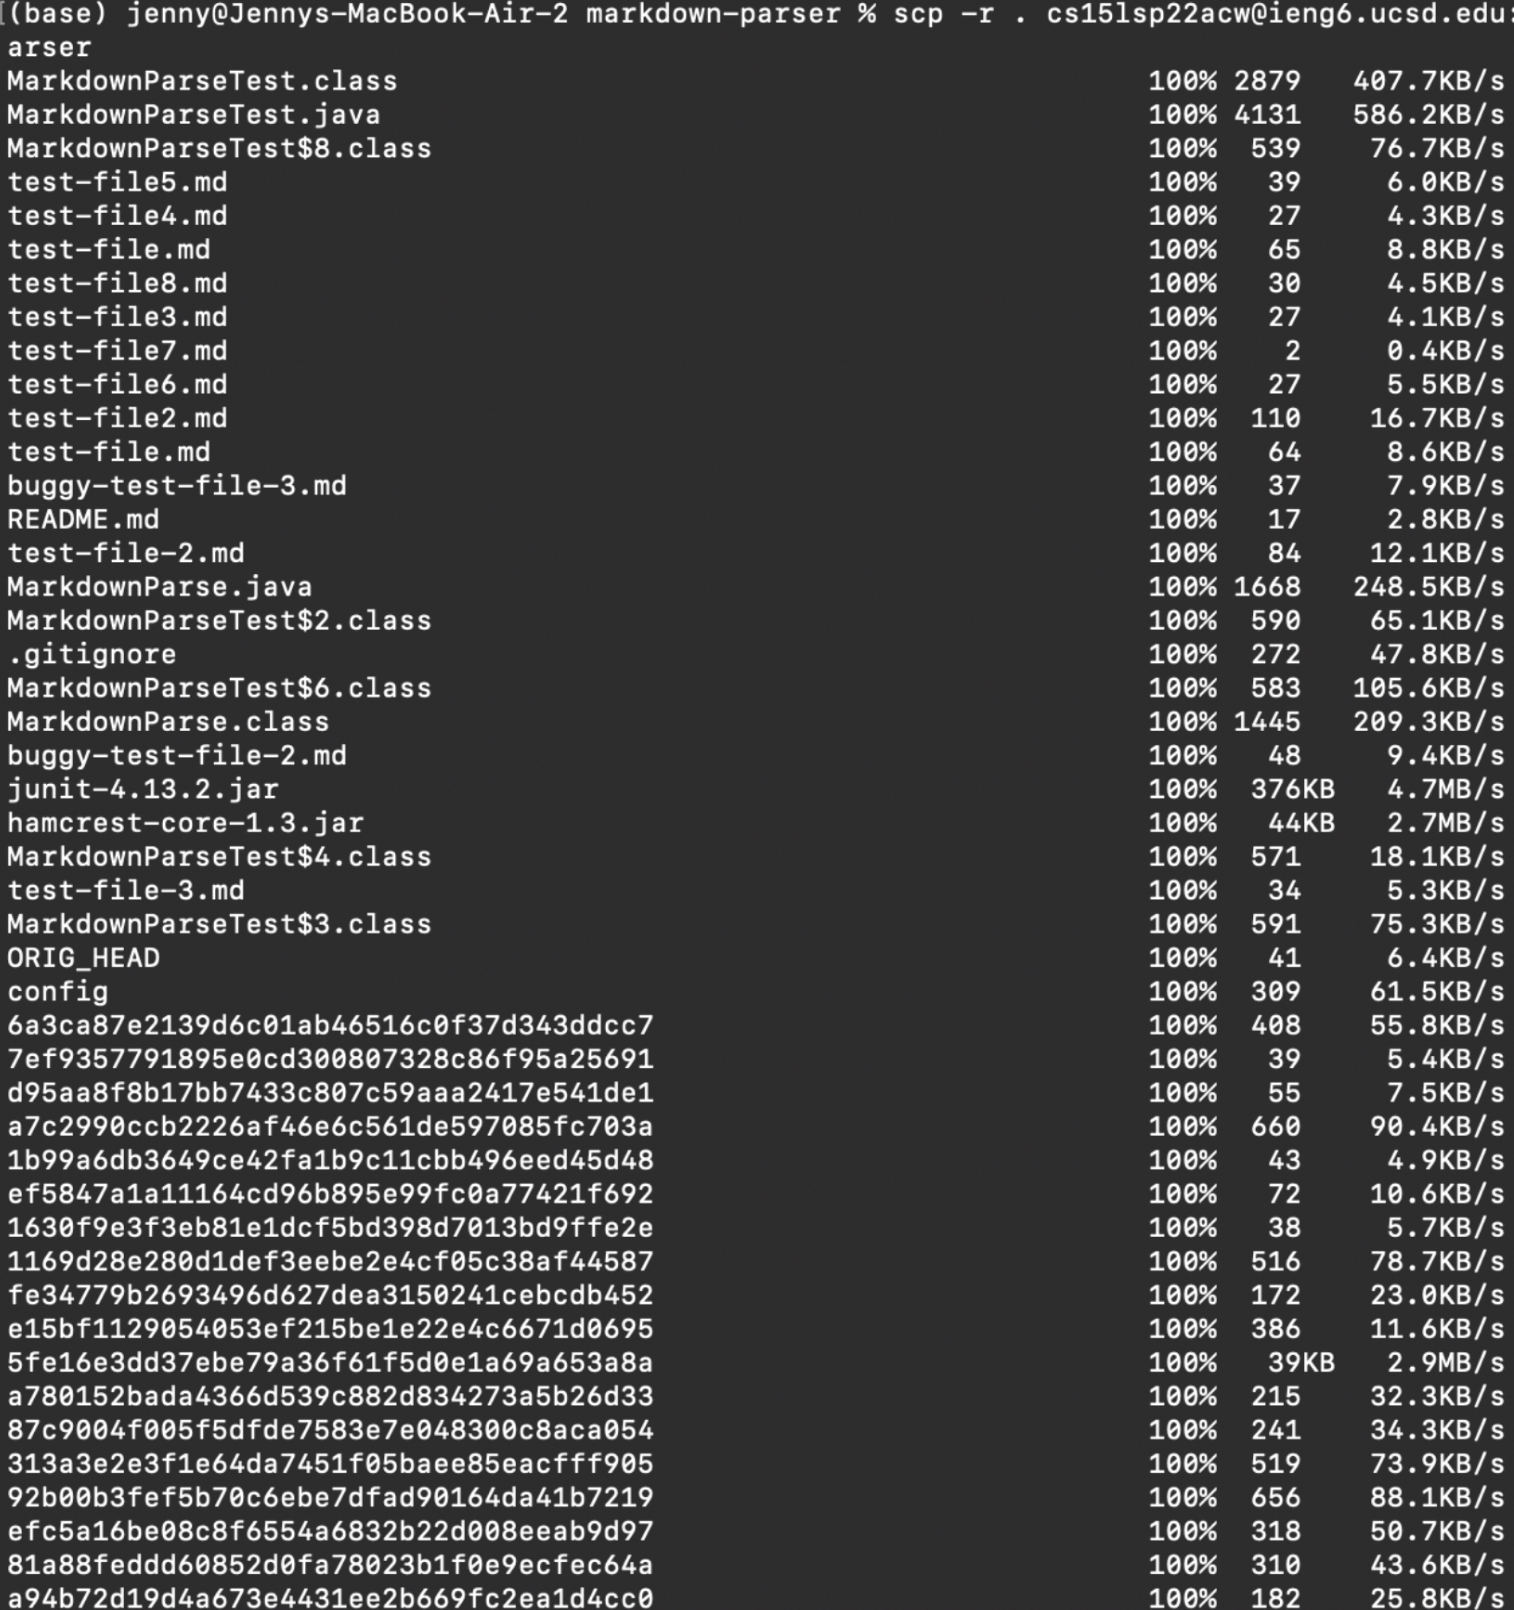 [(base) jenny@Jennys-MacBook-Air-2 markdown-parser % scp -r . cs15lsp22acw@ieng6.ucsd.edu:
arser
MarkdownParseTest.class 100% 2879 407.7KB/s
MarkdownParseTest.java 100% 4131 586.2KB/s
MarkdownParseTest$8.class 100% 539 76.7KB/s
test-file5.md 100% 39 6.0KB/s
test-file4.md 100% 27 4.3KB/s
test-file.md 100% 65 8.8KB/s
test-file8.md 100% 30 4.5KB/s
test-file3.md 100% 27 4.1KB/s
test-file7.md 100% 2 0.4KB/s
test-file6.md 100% 27 5.5KB/s
test-file2.md 100% 110 16.7KB/s
test-file.md 100% 64 8.6KB/s
buggy-test-file-3.md 100% 37 7.9KB/s
README.md 100% 17 2.8KB/s
test-file-2.md 100% 84 12.1KB/s
MarkdownParse.java 100% 1668 248.5KB/s
MarkdownParseTest$2.class 100% 590 65.1KB/s
.gitignore 100% 272 47.8KB/s
MarkdownParseTest$6.class 100% 583 105.6KB/s
MarkdownParse.class 100% 1445 209.3KB/s
buggy-test-file-2.md 100% 48 9.4KB/s
junit-4.13.2.jar 100% 376KB 4.7MB/s
hamcrest-core-1.3.jar 100% 44KB 2.7MB/s
MarkdownParseTest$4.class 100% 571 18.1KB/s
test-file-3.md 100% 34 5.3KB/s
MarkdownParseTest$3.class 100% 591 75.3KB/s
ORIG_HEAD 100% 41 6.4KB/s
config 100% 309 61.5KB/s
6a3ca87e2139d6c01ab46516c0f37d343ddcc7 100% 408 55.8KB/s
7ef9357791895e0cd300807328c86f95a25691 100% 39 5.4KB/s
d95aa8f8b17bb7433c807c59aaa2417e541de1 100% 55 7.5KB/s
a7c2990ccb2226af46e6c561de597085fc703a 100% 660 90.4KB/s
1b99a6db3649ce42fa1b9c11cbb496eed45d48 100% 43 4.9KB/s
ef5847a1a11164cd96b895e99fc0a77421f692 100% 72 10.6KB/s
1630f9e3f3eb81e1dcf5bd398d7013bd9ffe2e 100% 38 5.7KB/s
1169d28e280d1def3eebe2e4cf05c38af44587 100% 516 78.7KB/s
fe34779b2693496d627dea3150241cebcdb452 100% 172 23.0KB/s
e15bf1129054053ef215be1e22e4c6671d0695 100% 386 11.6KB/s
5fe16e3dd37ebe79a36f61f5d0e1a69a653a8a 100% 39KB 2.9MB/s
a780152bada4366d539c882d834273a5b26d33 100% 215 32.3KB/s
87c9004f005f5dfde7583e7e048300c8aca054 100% 241 34.3KB/s
313a3e2e3f1e64da7451f05baee85eacfff905 100% 519 73.9KB/s
92b00b3fef5b70c6ebe7dfad90164da41b7219 100% 656 88.1KB/s
efc5a16be08c8f6554a6832b22d008eeab9d97 100% 318 50.7KB/s
81a88feddd60852d0fa78023b1f0e9ecfec64a 100% 310 43.6KB/s
a94b72d19d4a673e4431ee2b669fc2ea1d4cc0 100% 182 25.8KB/s